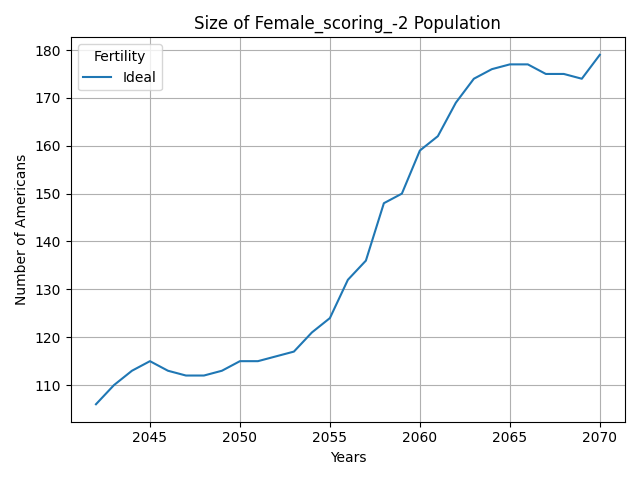 Size of Female_scoring_-2 Population
Fertility
Ideal
Number of Americans
180
170
160
150
140
130
120
110
2045 2050 2055 2060 2065 2070
Years